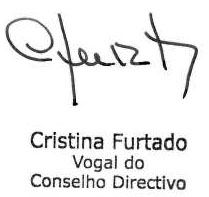 Cristina Furtado
Vogal do
Conselho Directivo